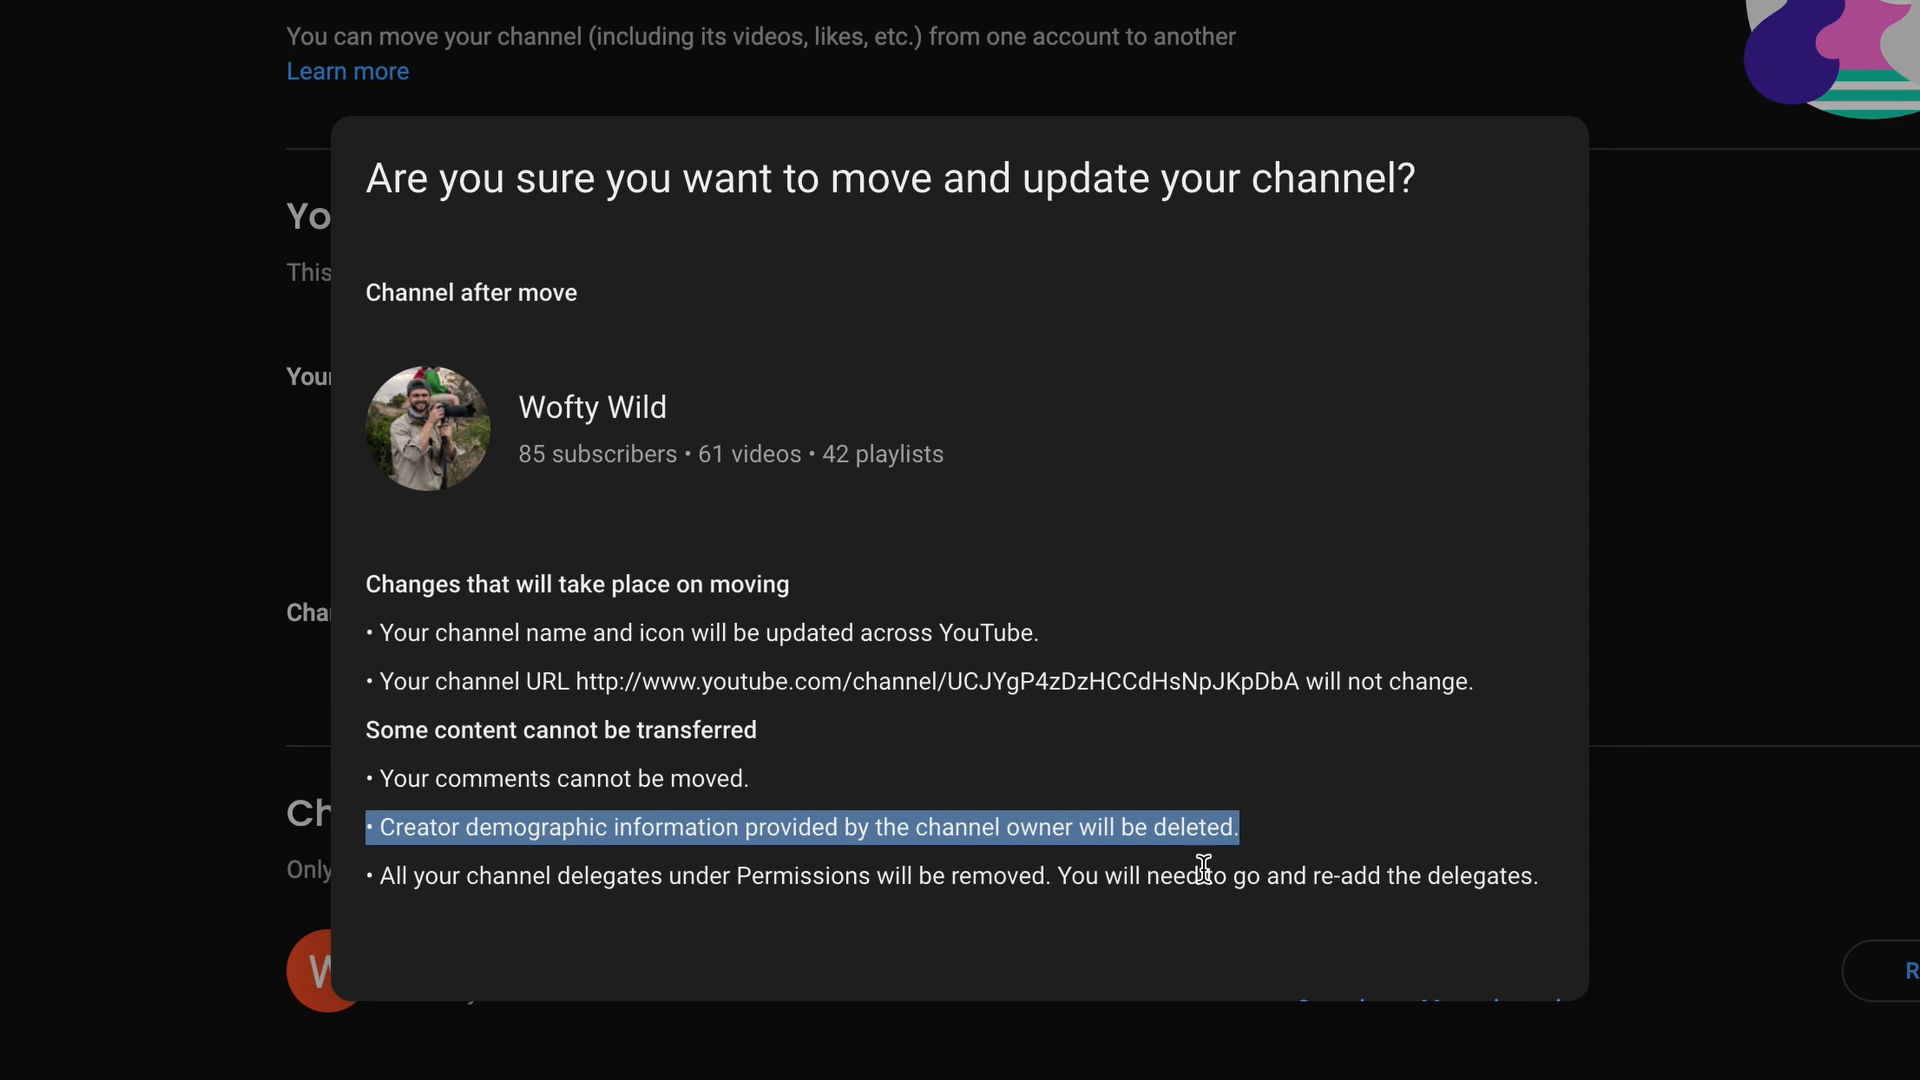 You can move your channel (including its videos, likes, etc.) from one account to another
Learn more
Are you sure you want to move and update your channel?
Yo
This
Channel after move
Your
Wofty Wild
85 subscribers • 61 videos • 42 playlists
Changes that will take place on moving
Cha
• Your channel name and icon will be updated across YouTube.
• Your channel URL http://www.youtube.com/channel/UCJYgP4zDzHCCdHsNpJKpDbA will not change.
Some content cannot be transferred
• Your comments cannot be moved.
Ch
• Creator demographic information provided by the channel owner will be deleted.
Only
• All your channel delegates under Permissions will be removed. You will need to go and re-add the delegates.
W
R